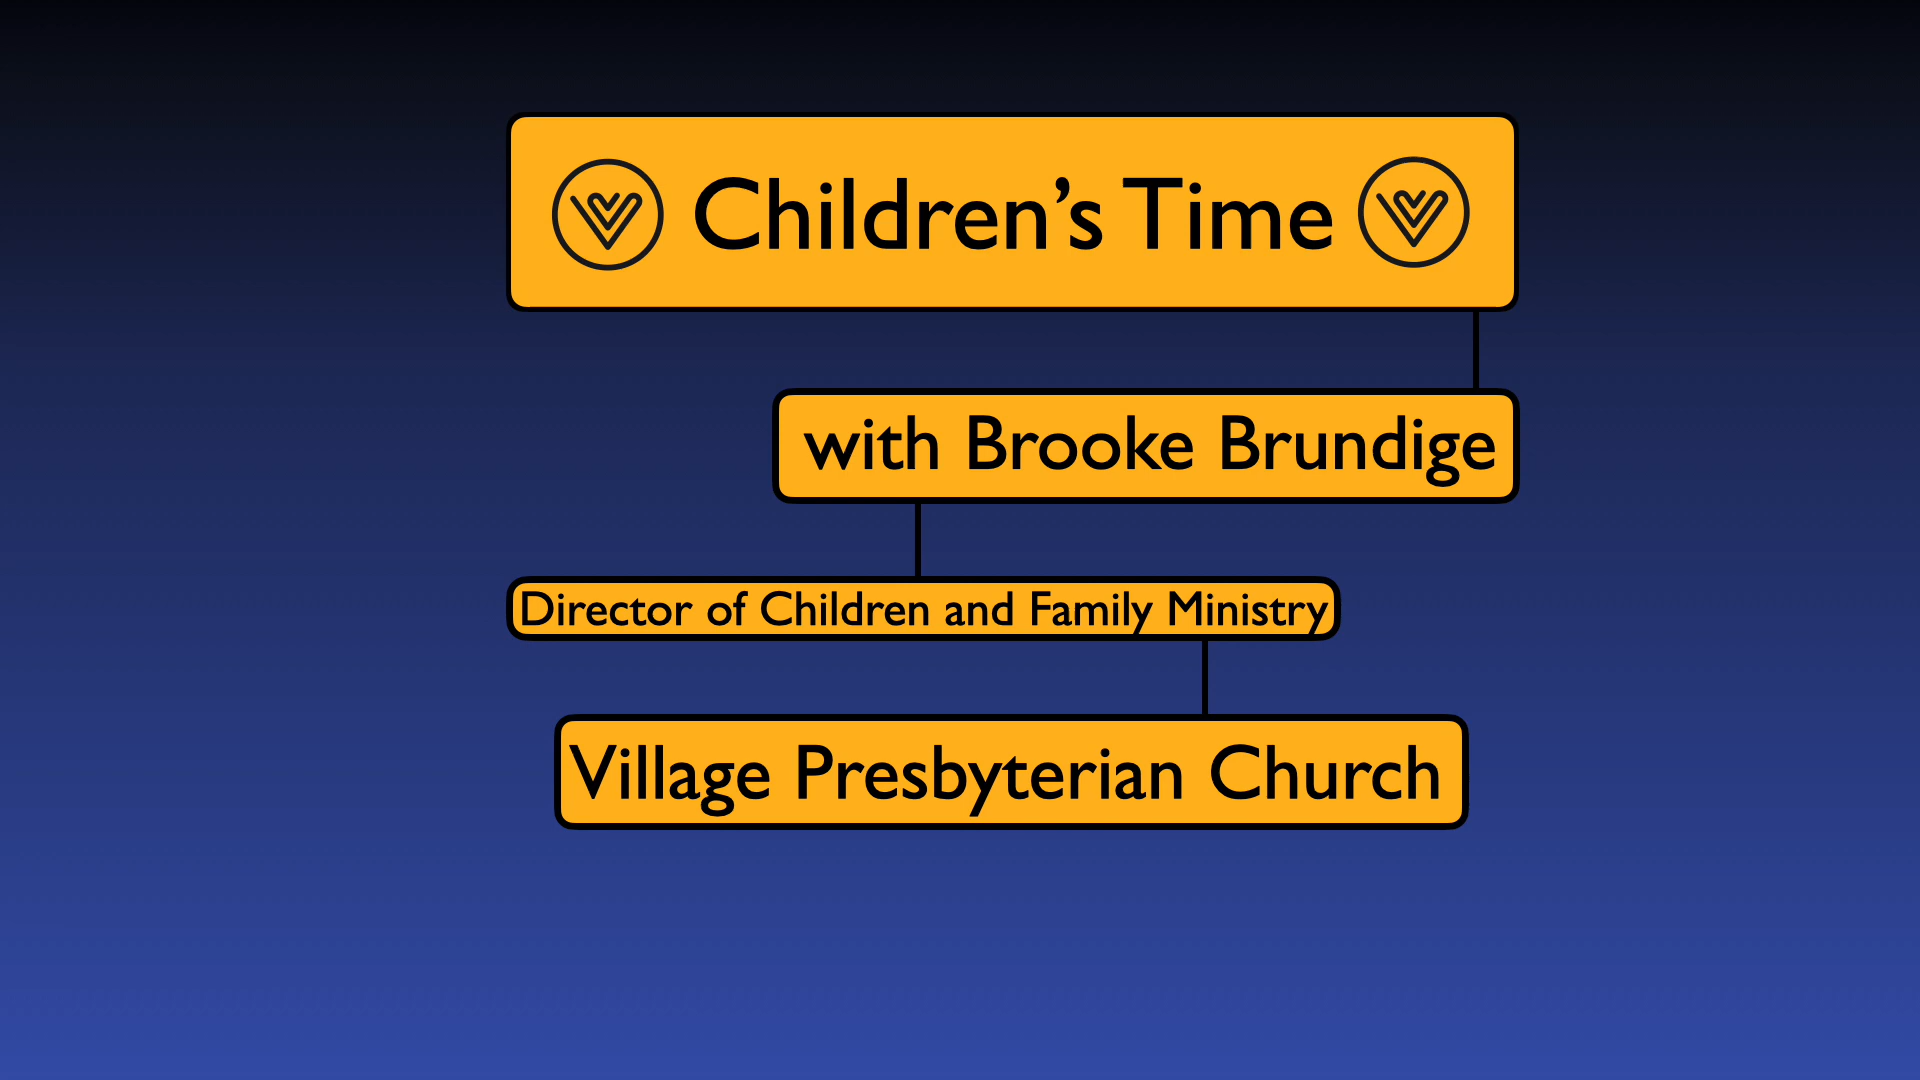 Children’s Time
with Brooke Brundige
Director of Children and Family Ministry
Village Presbyterian Church